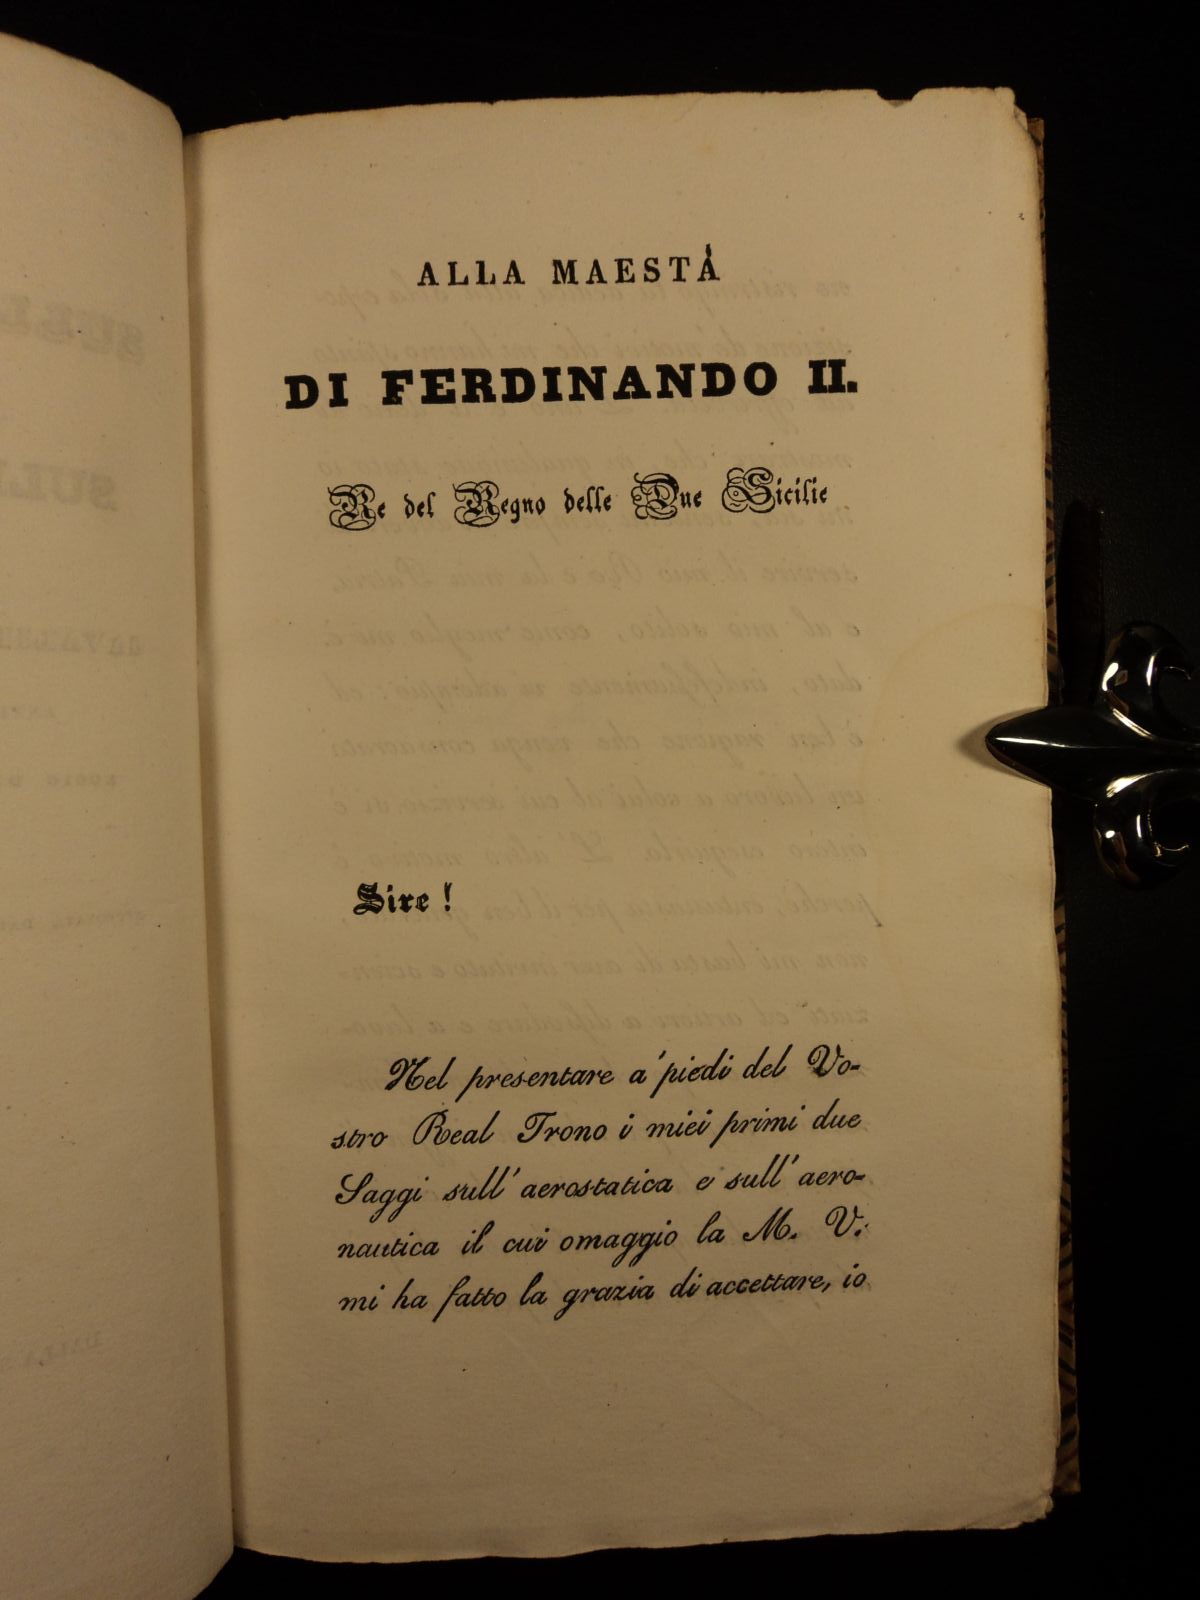 ALLA MAESTÀ
DI FERDINANDO II.
Re del Regno delle Due Sicilie
Sire !
Nel presentare a' piedi del Vo-
stro Real Trono i miei primi due
Saggi sull' aerostatica e sull' aero-
nautica il cui omaggio la M. V.
mi ha fatto la grazia di accettare, io